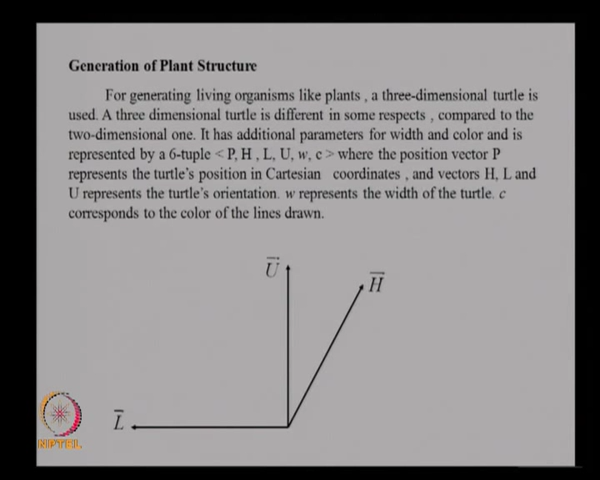 Generation of Plant Structure
For generating living organisms like plants , a three-dimensional turtle is
used. A three dimensional turtle is different in some respects , compared to the
two-dimensional one. It has additional parameters for width and color and is
represented by a 6-tuple < P, H , L, U, w, c > where the position vector P
represents the turtle's position in Cartesian coordinates , and vectors H, L and
U represents the turtle's orientation. w represents the width of the turtle. c
corresponds to the color of the lines drawn.
U
H
L
NPTEL